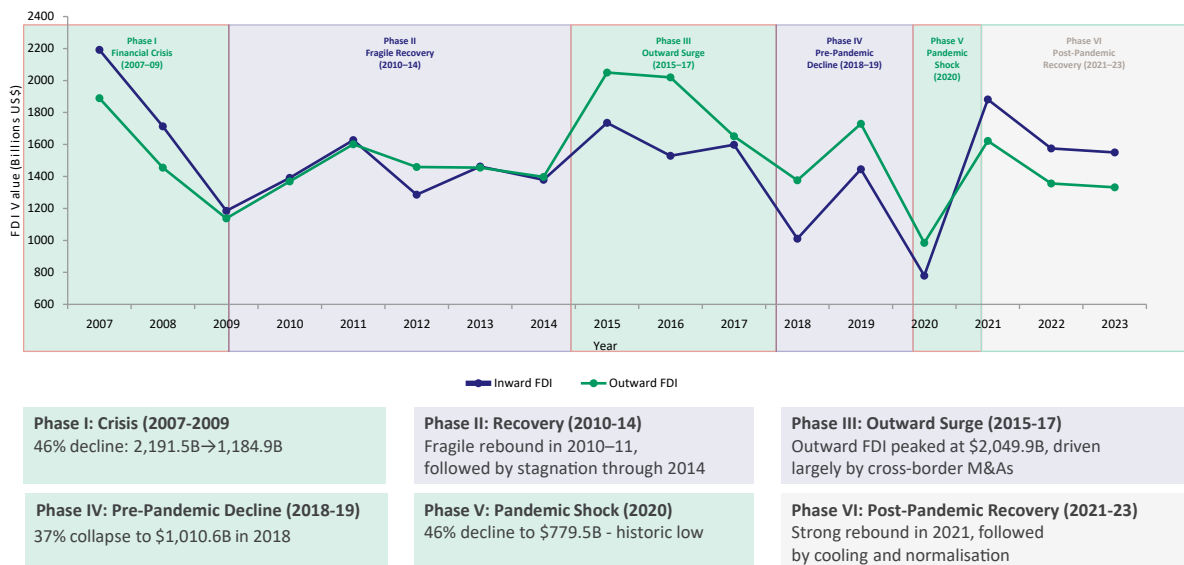 2400
2200
2000
1800
1600
1400
1200
1000
800
600
FDI Value (Billions US$)
Phase I
Financial Crisis
(2007–09)
Phase II
Fragile Recovery
(2010–14)
Phase III
Outward Surge
(2015–17)
Phase IV
Pre-Pandemic
Decline (2018–19)
Phase V
Pandemic
Shock
(2020)
Phase VI
Post-Pandemic
Recovery (2021–23)
2007 2008 2009 2010 2011 2012 2013 2014 2015 2016 2017 2018 2019 2020 2021 2022 2023
Year
Inward FDI Outward FDI
Phase I: Crisis (2007-2009
46% decline: 2,191.5B→1,184.9B
Phase II: Recovery (2010-14)
Fragile rebound in 2010–11,
followed by stagnation through 2014
Phase III: Outward Surge (2015-17)
Outward FDI peaked at $2,049.9B, driven
largely by cross-border M&As
Phase IV: Pre-Pandemic Decline (2018-19)
37% collapse to $1,010.6B in 2018
Phase V: Pandemic Shock (2020)
46% decline to $779.5B - historic low
Phase VI: Post-Pandemic Recovery (2021-23)
Strong rebound in 2021, followed
by cooling and normalisation